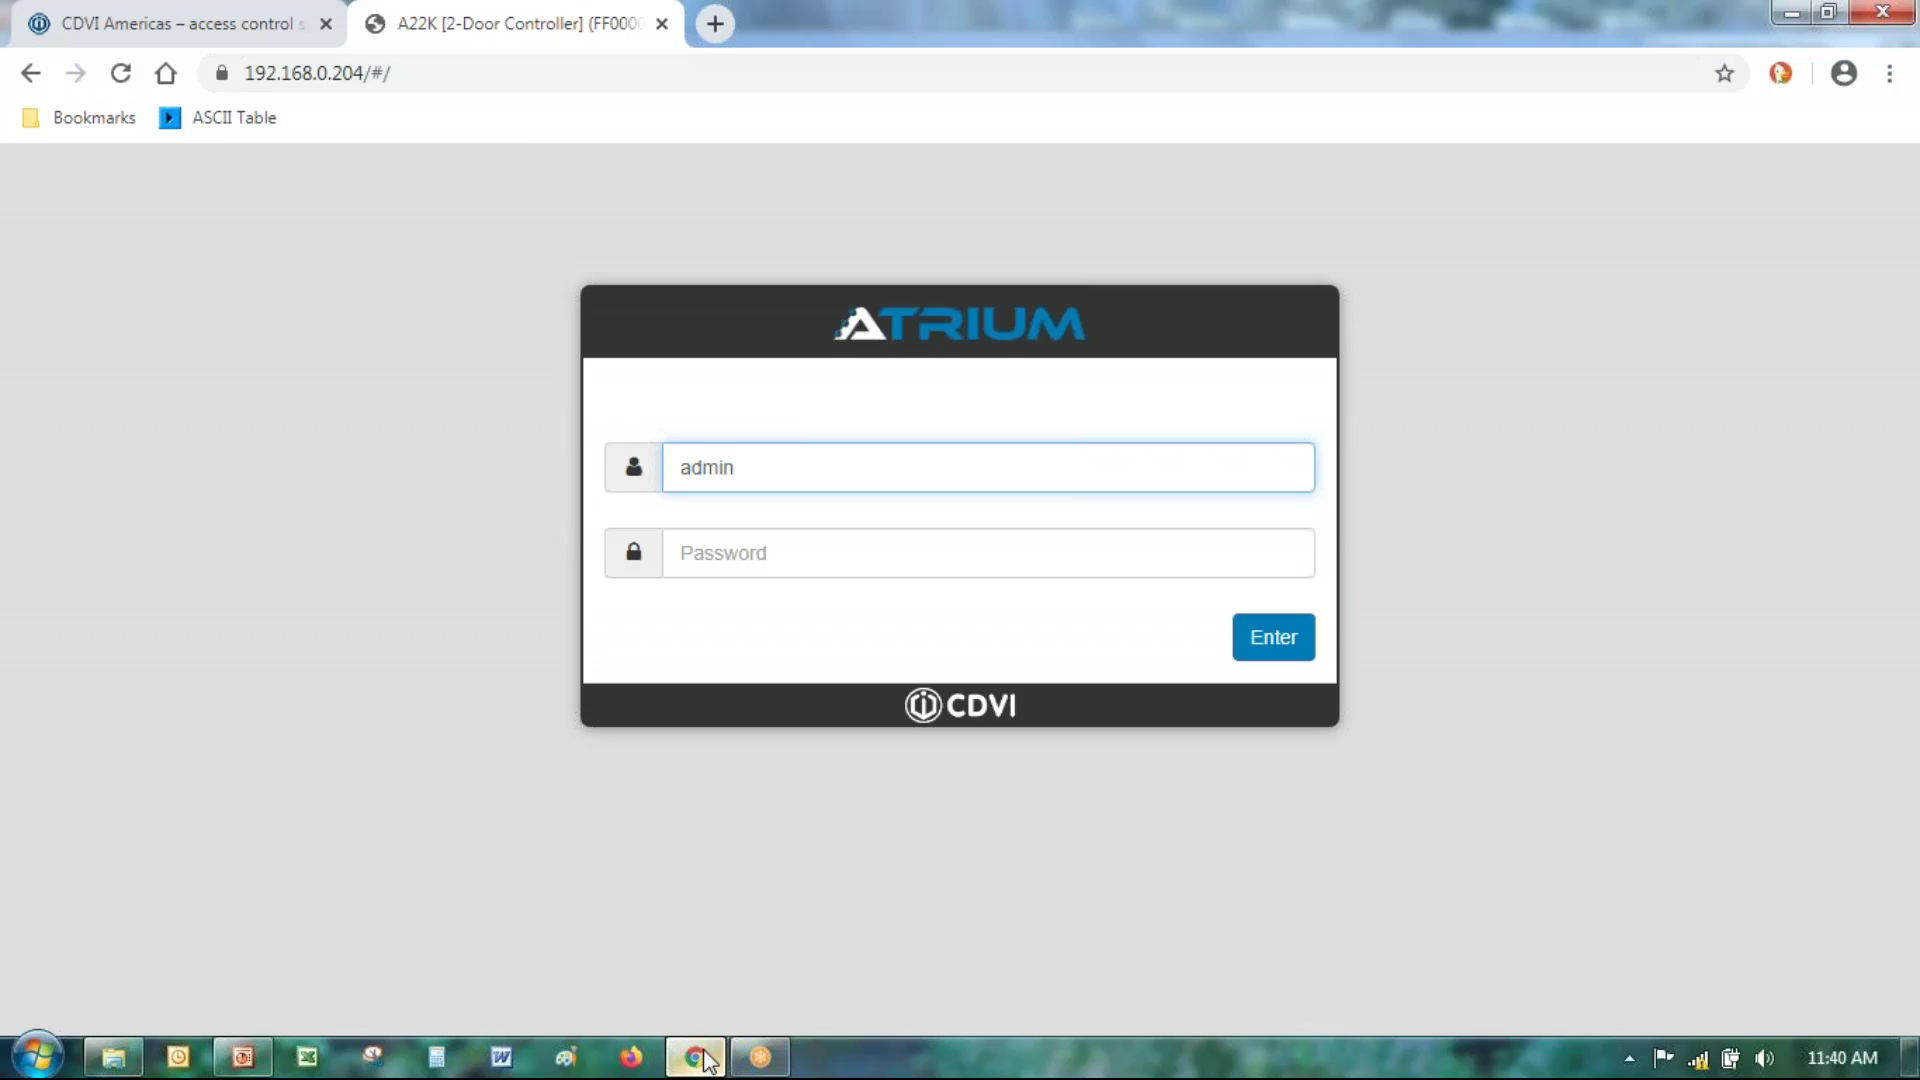 CDVI Americas – access control s
A22K [2-Door Controller] (FF000
192.168.0.204/#/
Bookmarks
ASCII Table
ATRIUM
admin
Password
Enter
CDVI
11:40 AM